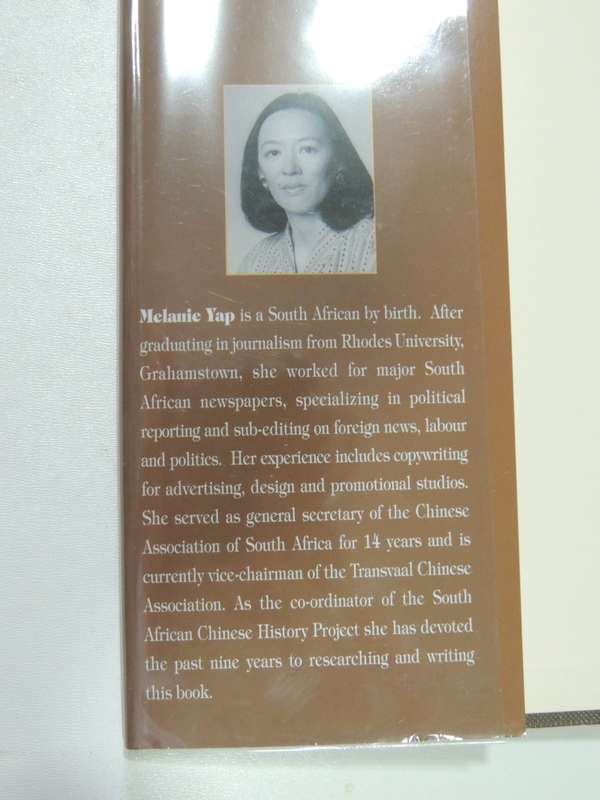 Melanie Yap is a South African by birth. After
graduating in journalism from Rhodes University,
Grahamstown, she worked for major South
African newspapers, specializing in political
reporting and sub-editing on foreign news, labour
and politics. Her experience includes copywriting
for advertising, design and promotional studios.
She served as general secretary of the Chinese
Association of South Africa for 14 years and is
currently vice-chairman of the Transvaal Chinese
Association. As the co-ordinator of the South
African Chinese History Project she has devoted
the past nine years to researching and writing
this book.